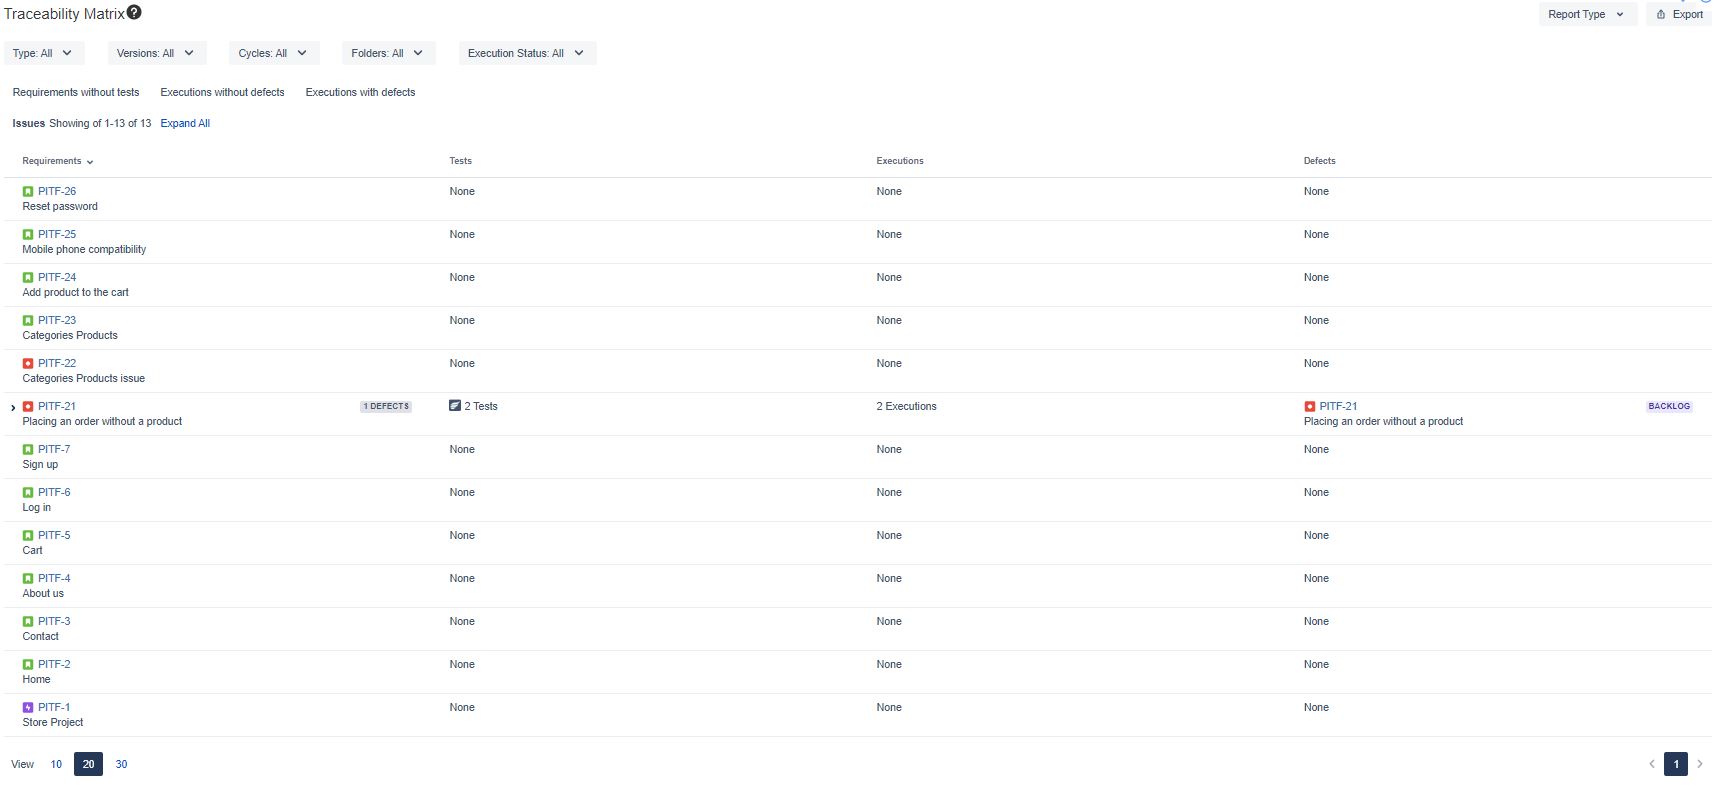 Traceability Matrix ?
Report Type
Export
Type: All
Versions: All
Cycles: All
Folders: All
Execution Status: All
Requirements without tests
Executions without defects
Executions with defects
Issues Showing of 1-13 of 13 Expand All
Requirements Tests Executions Defects
PITF-26 None None None
Reset password
PITF-25 None None None
Mobile phone compatibility
PITF-24 None None None
Add product to the cart
PITF-23 None None None
Categories Products
PITF-22 None None None
Categories Products issue
PITF-21 1 DEFECTS 2 Tests 2 Executions PITF-21 BACKLOG
Placing an order without a product Placing an order without a product
PITF-7 None None None
Sign up
PITF-6 None None None
Log in
PITF-5 None None None
Cart
PITF-4 None None None
About us
PITF-3 None None None
Contact
PITF-2 None None None
Home
PITF-1 None None None
Store Project
View 10 20 30
1